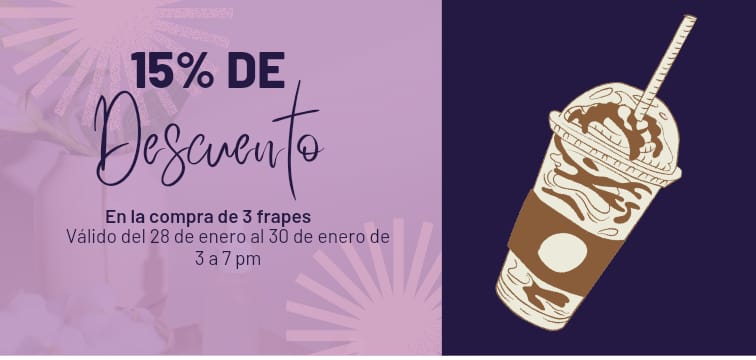 15% DE
Descuento
En la compra de 3 frapes
Válido del 28 de enero al 30 de enero de
3 a 7 pm